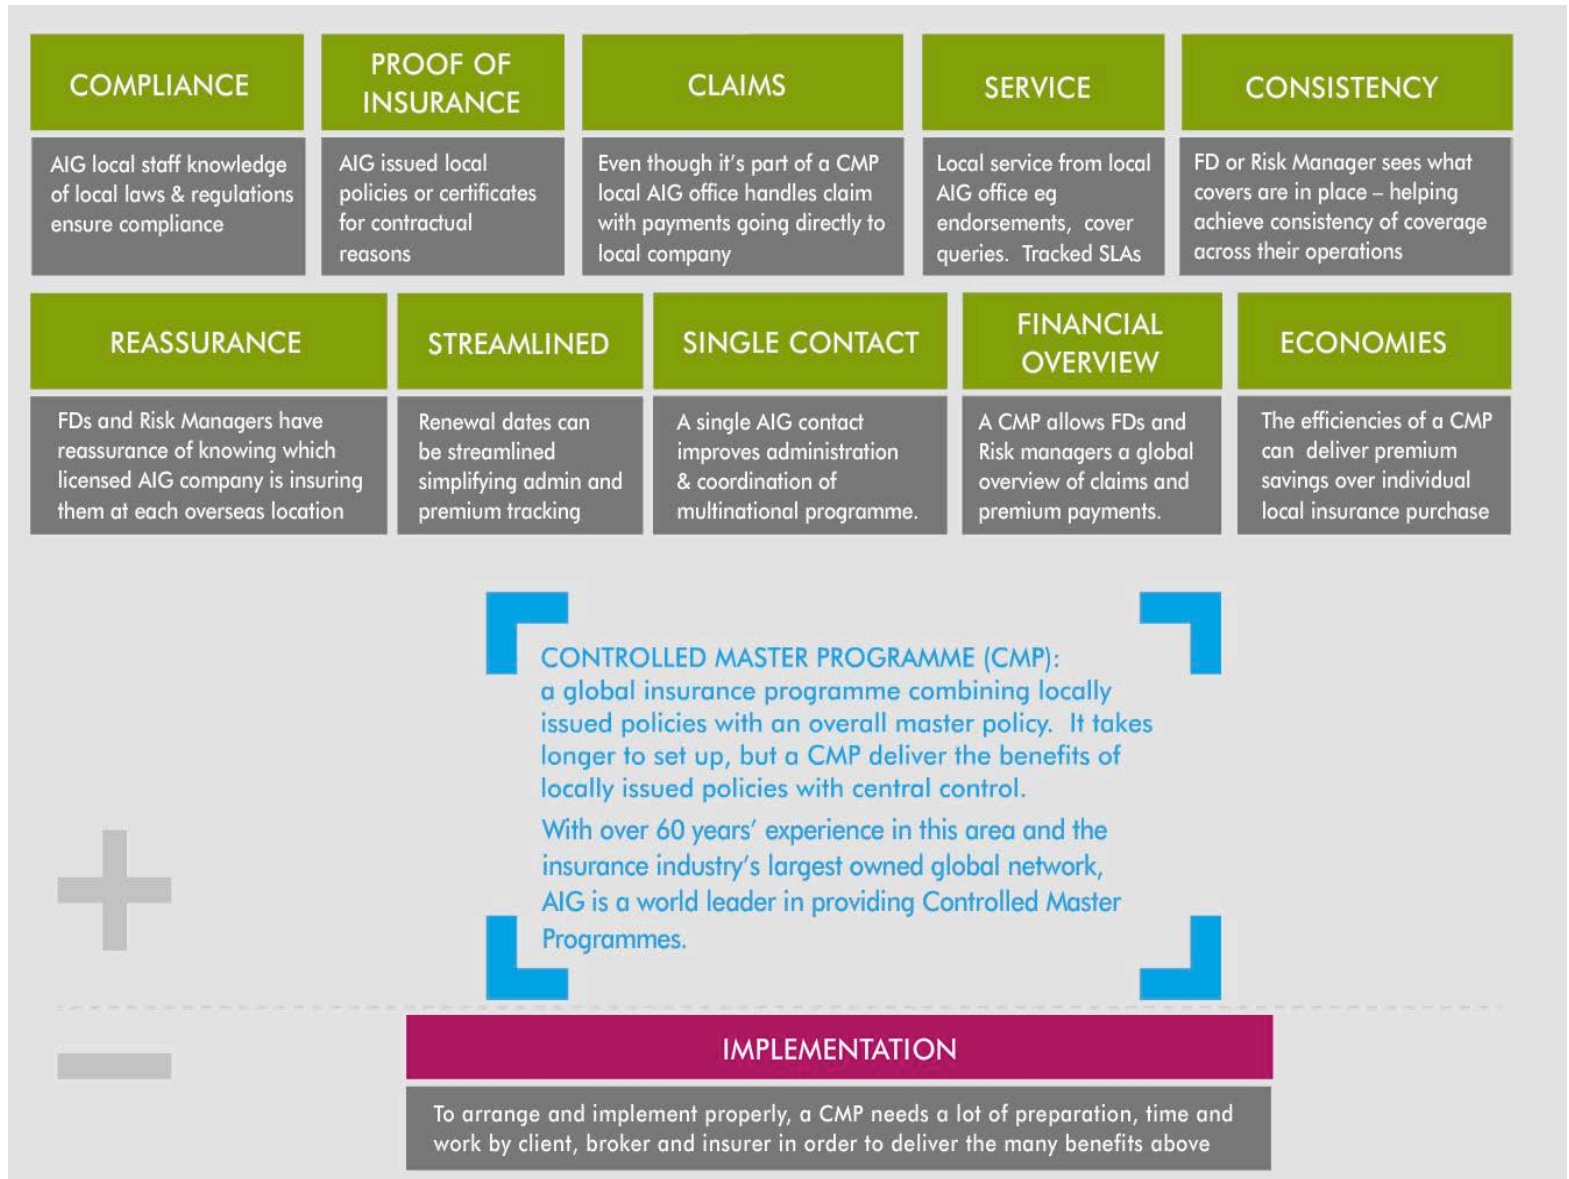 COMPLIANCE
AIG local staff knowledge
of local laws & regulations
ensure compliance
PROOF OF
INSURANCE
AIG issued local
policies or certificates
for contractual
reasons
CLAIMS
Even though it’s part of a CMP
local AIG office handles claim
with payments going directly to
local company
SERVICE
Local service from local
AIG office eg
endorsements, cover
queries. Tracked SLAs
CONSISTENCY
FD or Risk Manager sees what
covers are in place – helping
achieve consistency of coverage
across their operations
REASSURANCE
FDs and Risk Managers have
reassurance of knowing which
licensed AIG company is insuring
them at each overseas location
STREAMLINED
Renewal dates can
be streamlined
simplifying admin and
premium tracking
SINGLE CONTACT
A single AIG contact
improves administration
& coordination of
multinational programme.
FINANCIAL
OVERVIEW
A CMP allows FDs and
Risk managers a global
overview of claims and
premium payments.
ECONOMIES
The efficiencies of a CMP
can deliver premium
savings over individual
local insurance purchase
CONTROLLED MASTER PROGRAMME (CMP):
a global insurance programme combining locally
issued policies with an overall master policy. It takes
longer to set up, but a CMP deliver the benefits of
locally issued policies with central control.
With over 60 years’ experience in this area and the
insurance industry’s largest owned global network,
AIG is a world leader in providing Controlled Master
Programmes.
IMPLEMENTATION
To arrange and implement properly, a CMP needs a lot of preparation, time and
work by client, broker and insurer in order to deliver the many benefits above